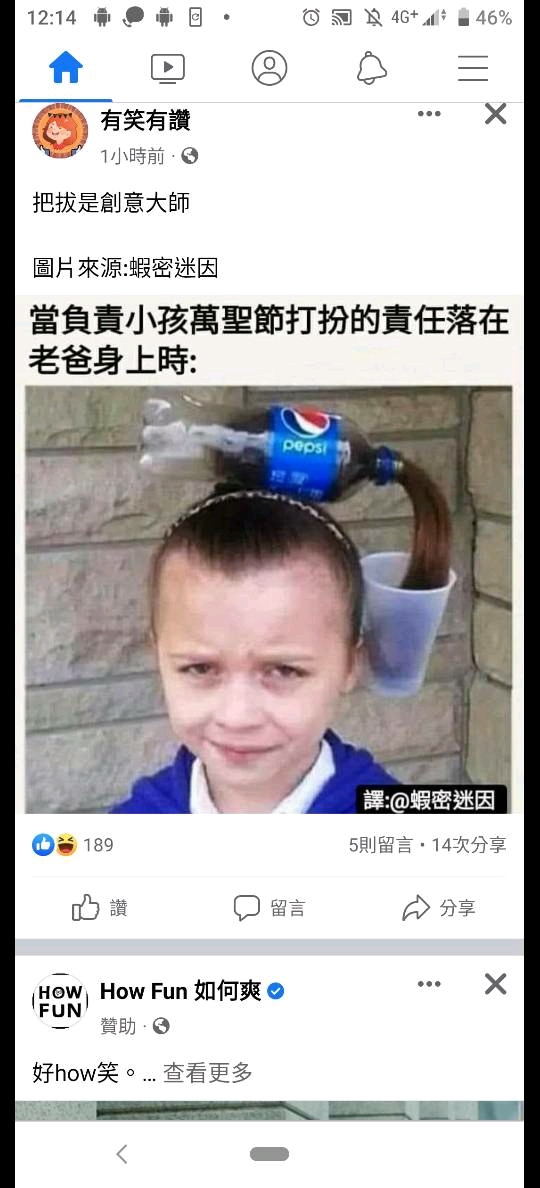 12:14
4G+
46%
有笑有讚
1小時前 ·
把拔是創意大師
圖片來源:蝦密迷因
當負責小孩萬聖節打扮的責任落在
老爸身上時:
pepsi
譯:@蝦密迷因
189
5則留言・14次分享
讚
留言
分享
HOW
FUN
How Fun 如何爽
贊助 ·
好how笑。... 查看更多